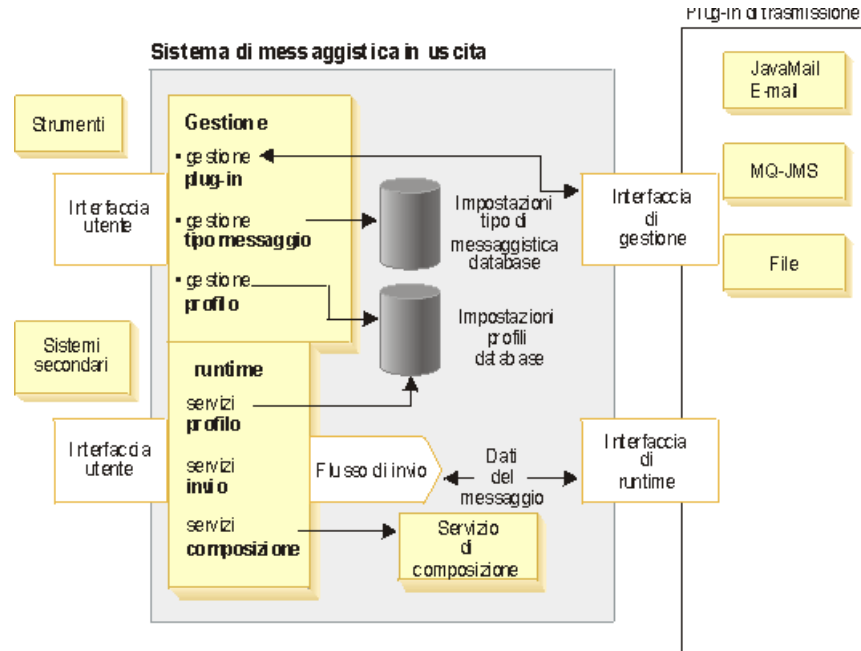 Plug-in di trasmissione
Sistema di messaggistica in uscita
JavaMail
E-mail
Strumenti
Gestione
• gestione
plug-in
MQ-JMS
Interfaccia
utente
• gestione
tipo messaggio
Impostazioni
tipo di
messaggistica
database
Interfaccia
di
gestione
File
• gestione
profilo
Impostazioni
profili
database
Sistemi
secondari
runtime
servizi
profilo
Interfaccia
utente
servizi
invio
Flusso di invio
Dati
del
messaggio
Interfaccia
di
runtime
servizi
composizione
Servizio
di
composizione